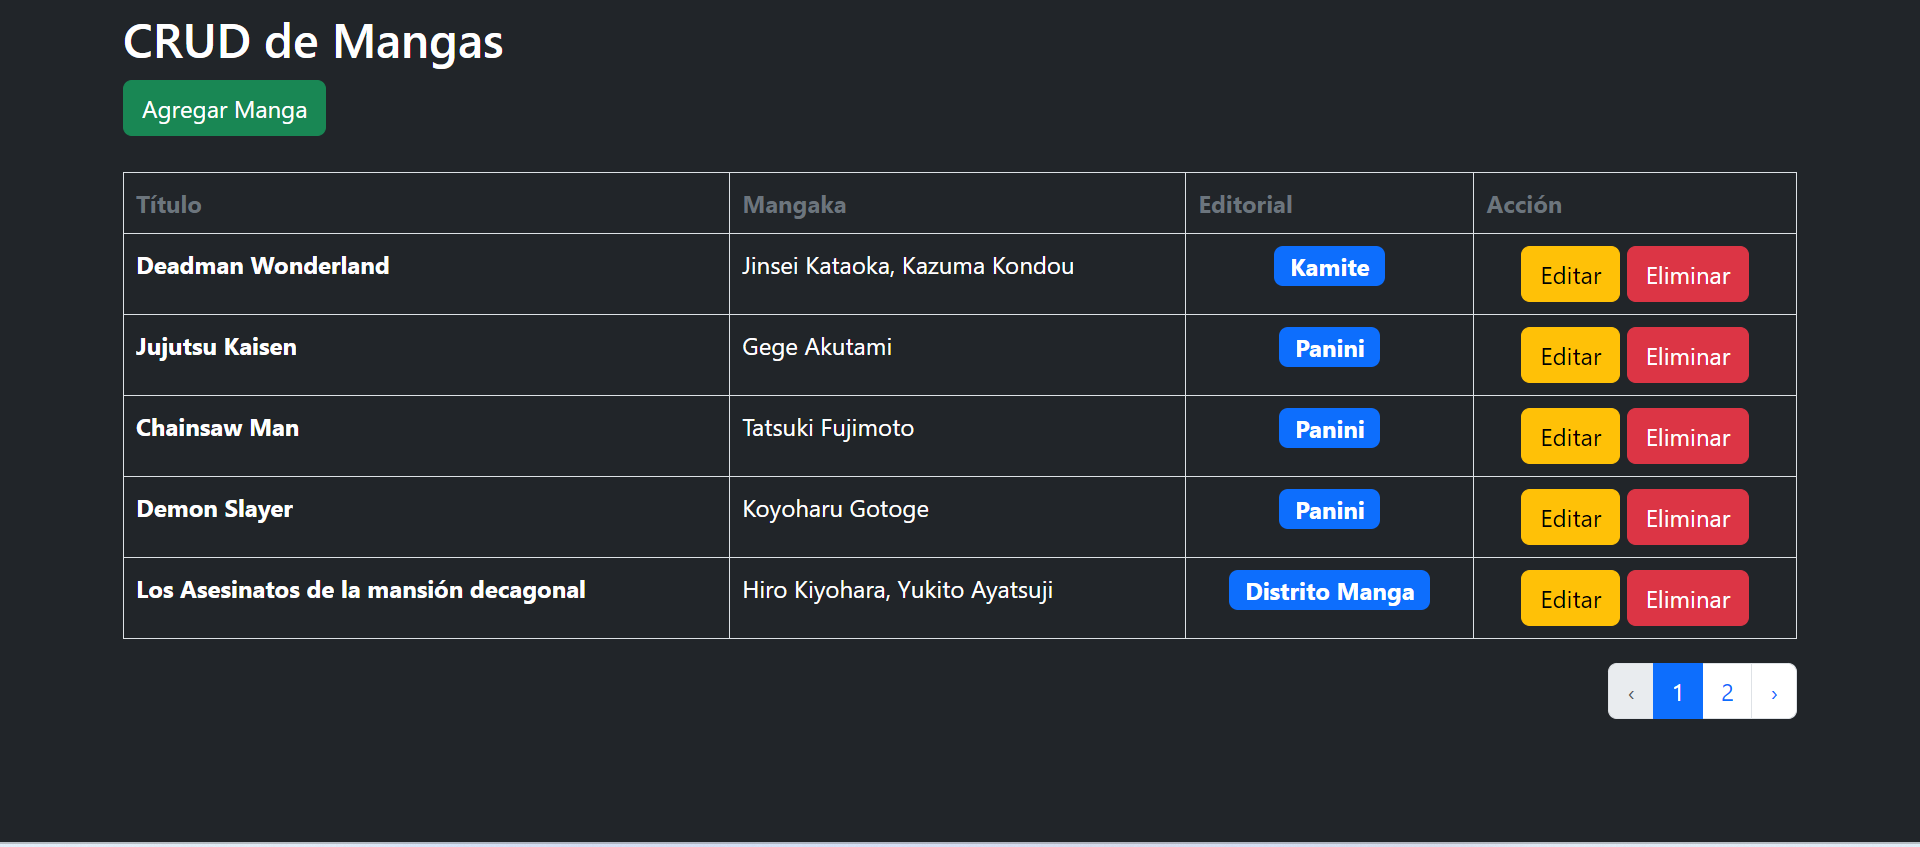 CRUD de Mangas
Agregar Manga
Título Mangaka Editorial Acción
Deadman Wonderland Jinsei Kataoka, Kazuma Kondou Kamite Editar Eliminar
Jujutsu Kaisen Gege Akutami Panini Editar Eliminar
Chainsaw Man Tatsuki Fujimoto Panini Editar Eliminar
Demon Slayer Koyoharu Gotoge Panini Editar Eliminar
Los Asesinatos de la mansión decagonal Hiro Kiyohara, Yukito Ayatsuji Distrito Manga Editar Eliminar
‹ 1 2 ›